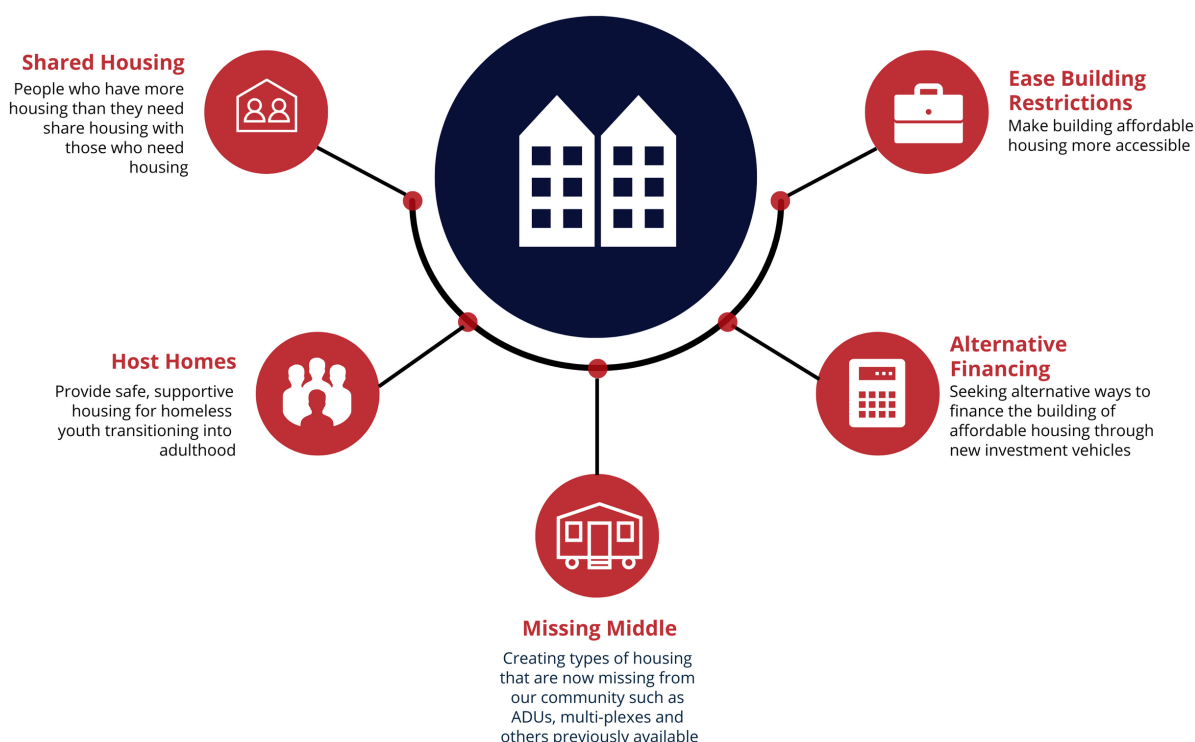 Shared Housing
People who have more
housing than they need
share housing with
those who need
housing
Ease Building
Restrictions
Make building affordable
housing more accessible
Host Homes
Provide safe, supportive
housing for homeless
youth transitioning into
adulthood
Alternative
Financing
Seeking alternative ways to
finance the building of
affordable housing through
new investment vehicles
Missing Middle
Creating types of housing
that are now missing from
our community such as
ADUs, multi-plexes and
others previously available